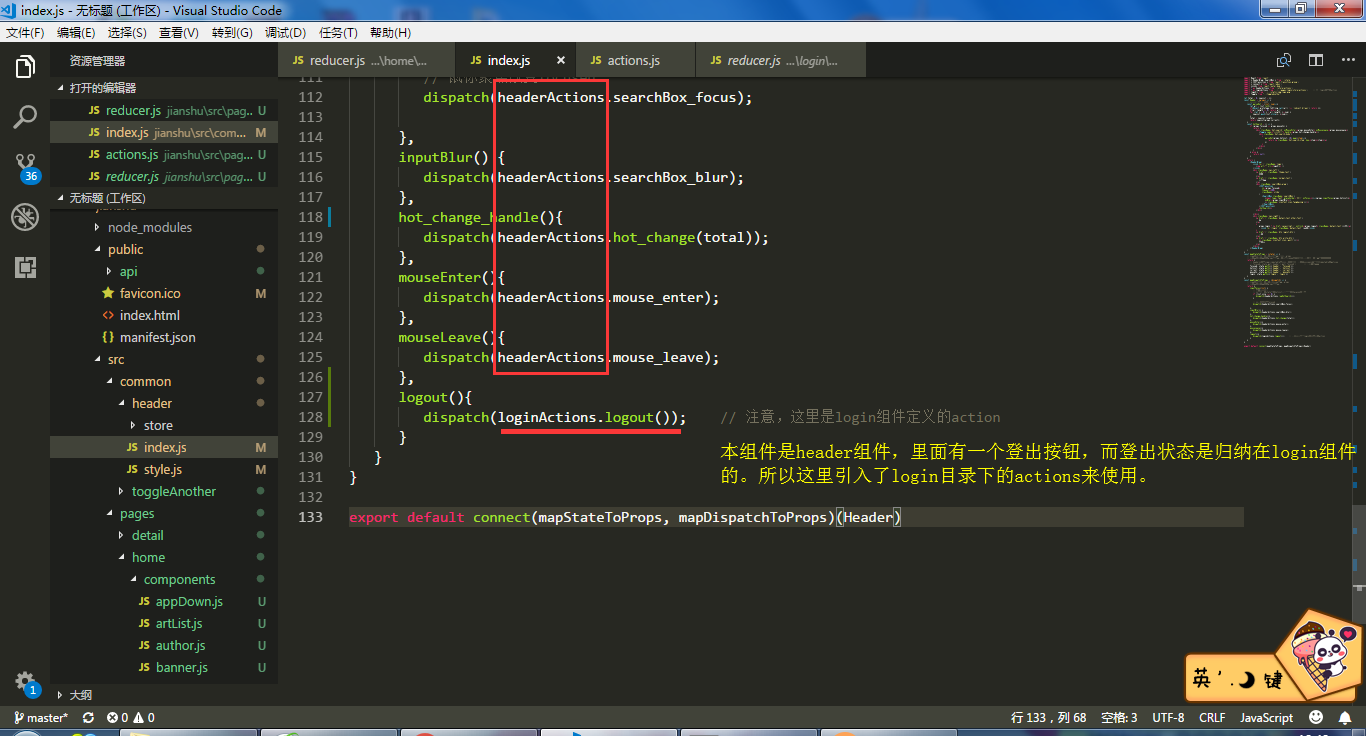 index.js - 无标题 (工作区) - Visual Studio Code
文件(F) 编辑(E) 选择(S) 查看(V) 转到(G) 调试(D) 任务(T) 帮助(H)
资源管理器
JS reducer.js ...\home\...
JS index.js ×
JS actions.js
JS reducer.js ...\login\...
打开的编辑器
JS reducer.js jianshu\src\pag... U
JS index.js jianshu\src\com... M
JS actions.js jianshu\src\pag... U
JS reducer.js jianshu\src\pag... U
无标题 (工作区)
node_modules
public
api
favicon.ico M
<> index.html
{} manifest.json
src
common
header
store
JS index.js M
JS style.js M
toggleAnother
pages
detail
home
components
JS appDown.js U
JS artList.js U
JS author.js U
JS banner.js U
大纲
36
1
112 dispatch(headerActions.searchBox_focus);
113
114 },
115 inputBlur() {
116 dispatch(headerActions.searchBox_blur);
117 },
118 hot_change_handle(){
119 dispatch(headerActions.hot_change(total));
120 },
121 mouseEnter(){
122 dispatch(headerActions.mouse_enter);
123 },
124 mouseLeave(){
125 dispatch(headerActions.mouse_leave);
126 },
127 logout(){
128 dispatch(loginActions.logout()); // 注意，这里是login组件定义的action
129 }
130 }
131 }
132
133 export default connect(mapStateToProps, mapDispatchToProps)(Header)
本组件是header组件，里面有一个登出按钮，而登出状态是归纳在login组件
的。所以这里引入了login目录下的actions来使用。
英 ' . 键
master* 0 0
行 133，列 68 空格: 3 UTF-8 CRLF JavaScript